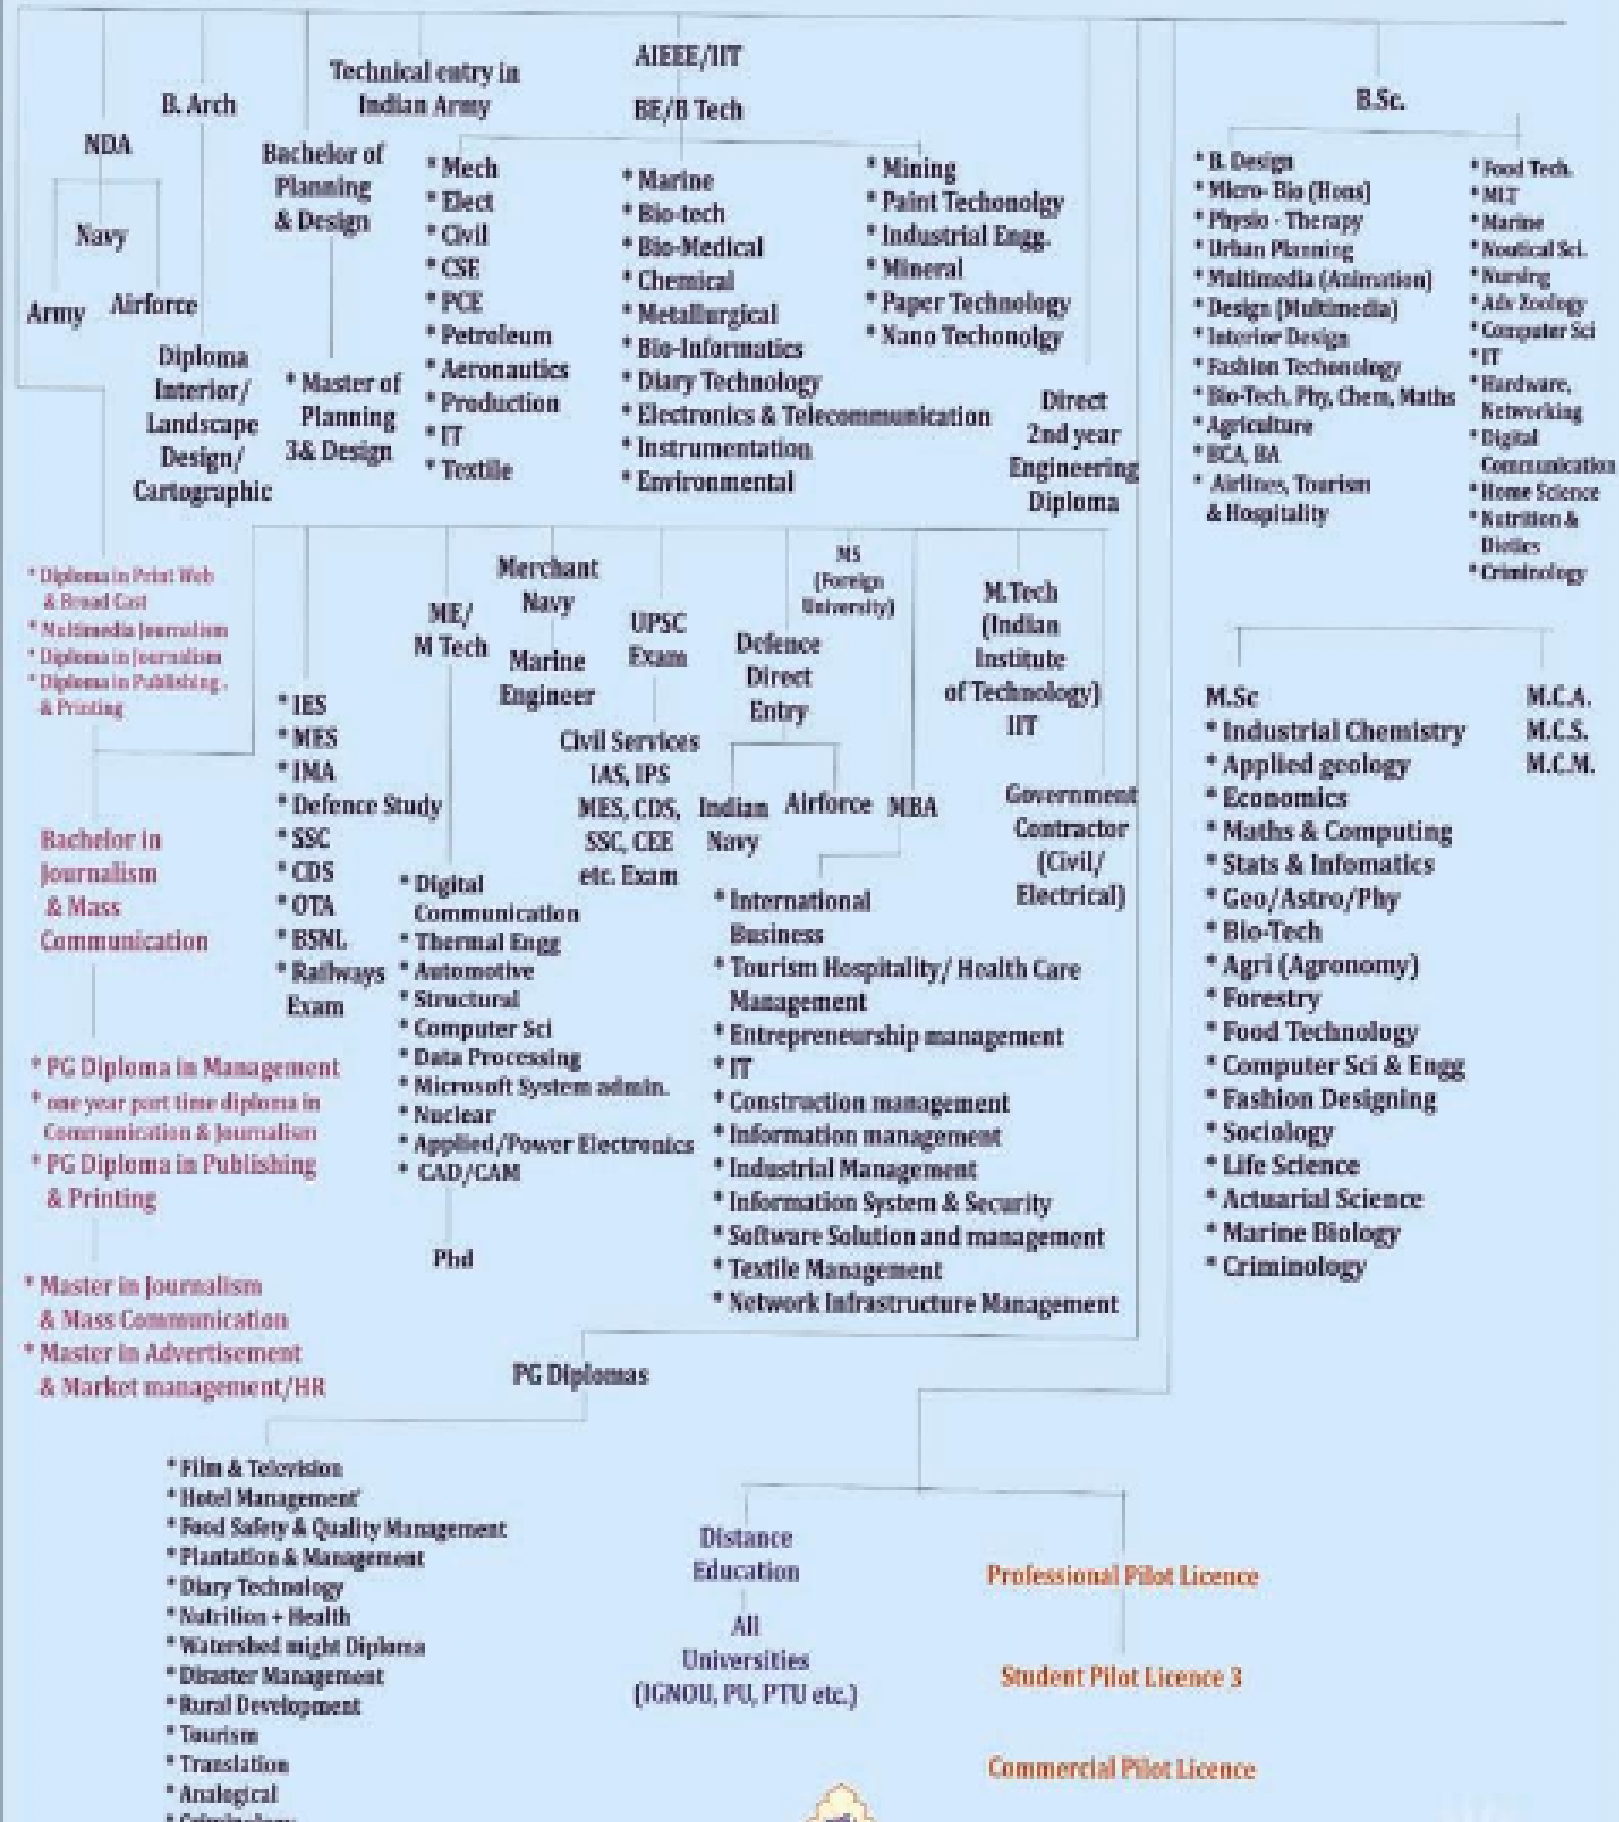 AIEEE/IIT
BE/B Tech
Technical entry in
Indian Army
B. Arch
NDA
Navy
Army
Airforce
Bachelor of
Planning
& Design
Diploma
Interior/
Landscape
Design/
Cartographic
* Master of
Planning
3& Design
* Mech
* Elect
* Civil
* CSE
* PCE
* Petroleum
* Aeronautics
* Production
* IT
* Textile
* Marine
* Bio-tech
* Bio-Medical
* Chemical
* Metallurgical
* Bio-Informatics
* Diary Technology
* Electronics & Telecommunication
* Instrumentation
* Environmental
* Mining
* Paint Techonolgy
* Industrial Engg.
* Mineral
* Paper Technology
* Nano Techonolgy
Direct
2nd year
Engineering
Diploma
B.Sc.
* B. Design
* Micro- Bio (Hons)
* Physio - Therapy
* Urban Planning
* Multimedia (Animation)
* Design (Multimedia)
* Interior Design
* Fashion Techonology
* Bio-Tech, Phy, Chem, Maths
* Agriculture
* BCA, BA
* Airlines, Tourism
& Hospitality
* Food Tech.
* MLT
* Marine
* Noutical Sci.
* Nursing
* Adv Zoology
* Computer Sci
* IT
* Hardware,
Networking
* Digital
Communication
* Home Science
* Nutrition &
Dietics
* Criminology
* Diploma in Print Web
& Broad Cast
* Multimedia Journalism
* Diploma in Journalism
* Diploma in Publishing .
& Printing
Bachelor in
Journalism
& Mass
Communication
* PG Diploma in Management
* one year part time diploma in
Communication & Journalism
* PG Diploma in Publishing
& Printing
* Master in Journalism
& Mass Communication
* Master in Advertisement
& Market management/HR
* IES
* MES
* IMA
* Defence Study
* SSC
* CDS
* OTA
* BSNL
* Railways
Exam
ME/
M Tech
* Digital
Communication
* Thermal Engg
* Automotive
* Structural
* Computer Sci
* Data Processing
* Microsoft System admin.
* Nuclear
* Applied/Power Electronics
* CAD/CAM
Phd
Merchant
Navy
Marine
Engineer
UPSC
Exam
Civil Services
IAS, IPS
MES, CDS,
SSC, CEE
etc. Exam
Defence
Direct
Entry
Indian
Navy
Airforce
MS
(Foreign
University)
MBA
* International
Business
* Tourism Hospitality/ Health Care
Management
* Entrepreneurship management
* IT
* Construction management
* Information management
* Industrial Management
* Information System & Security
* Software Solution and management
* Textile Management
* Network Infrastructure Management
M.Tech
(Indian
Institute
of Technology)
IIT
Government
Contractor
(Civil/
Electrical)
M.Sc
* Industrial Chemistry
* Applied geology
* Economics
* Maths & Computing
* Stats & Infomatics
* Geo/Astro/Phy
* Bio-Tech
* Agri (Agronomy)
* Forestry
* Food Technology
* Computer Sci & Engg
* Fashion Designing
* Sociology
* Life Science
* Actuarial Science
* Marine Biology
* Criminology
M.C.A.
M.C.S.
M.C.M.
PG Diplomas
* Film & Television
* Hotel Management'
* Food Safety & Quality Management
* Plantation & Management
* Diary Technology
* Nutrition + Health
* Watershed might Diploma
* Disaster Management
* Rural Development
* Tourism
* Translation
* Analogical
Distance
Education
All
Universities
(IGNOU, PU, PTU etc.)
Professional Pilot Licence
Student Pilot Licence 3
Commercial Pilot Licence